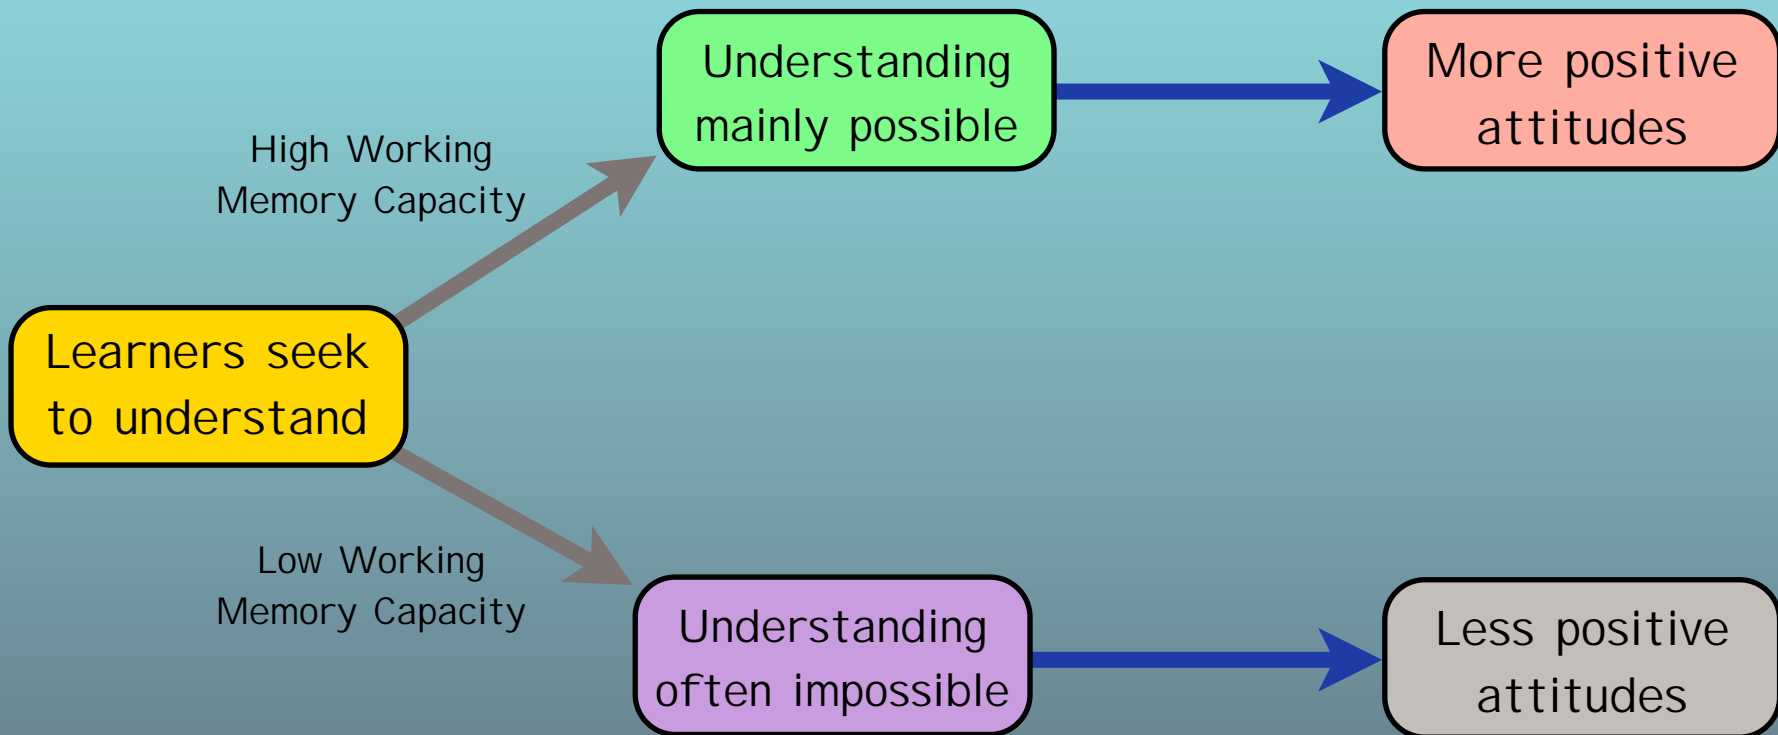 Understanding
mainly possible
More positive
attitudes
High Working
Memory Capacity
Learners seek
to understand
Low Working
Memory Capacity
Understanding
often impossible
Less positive
attitudes